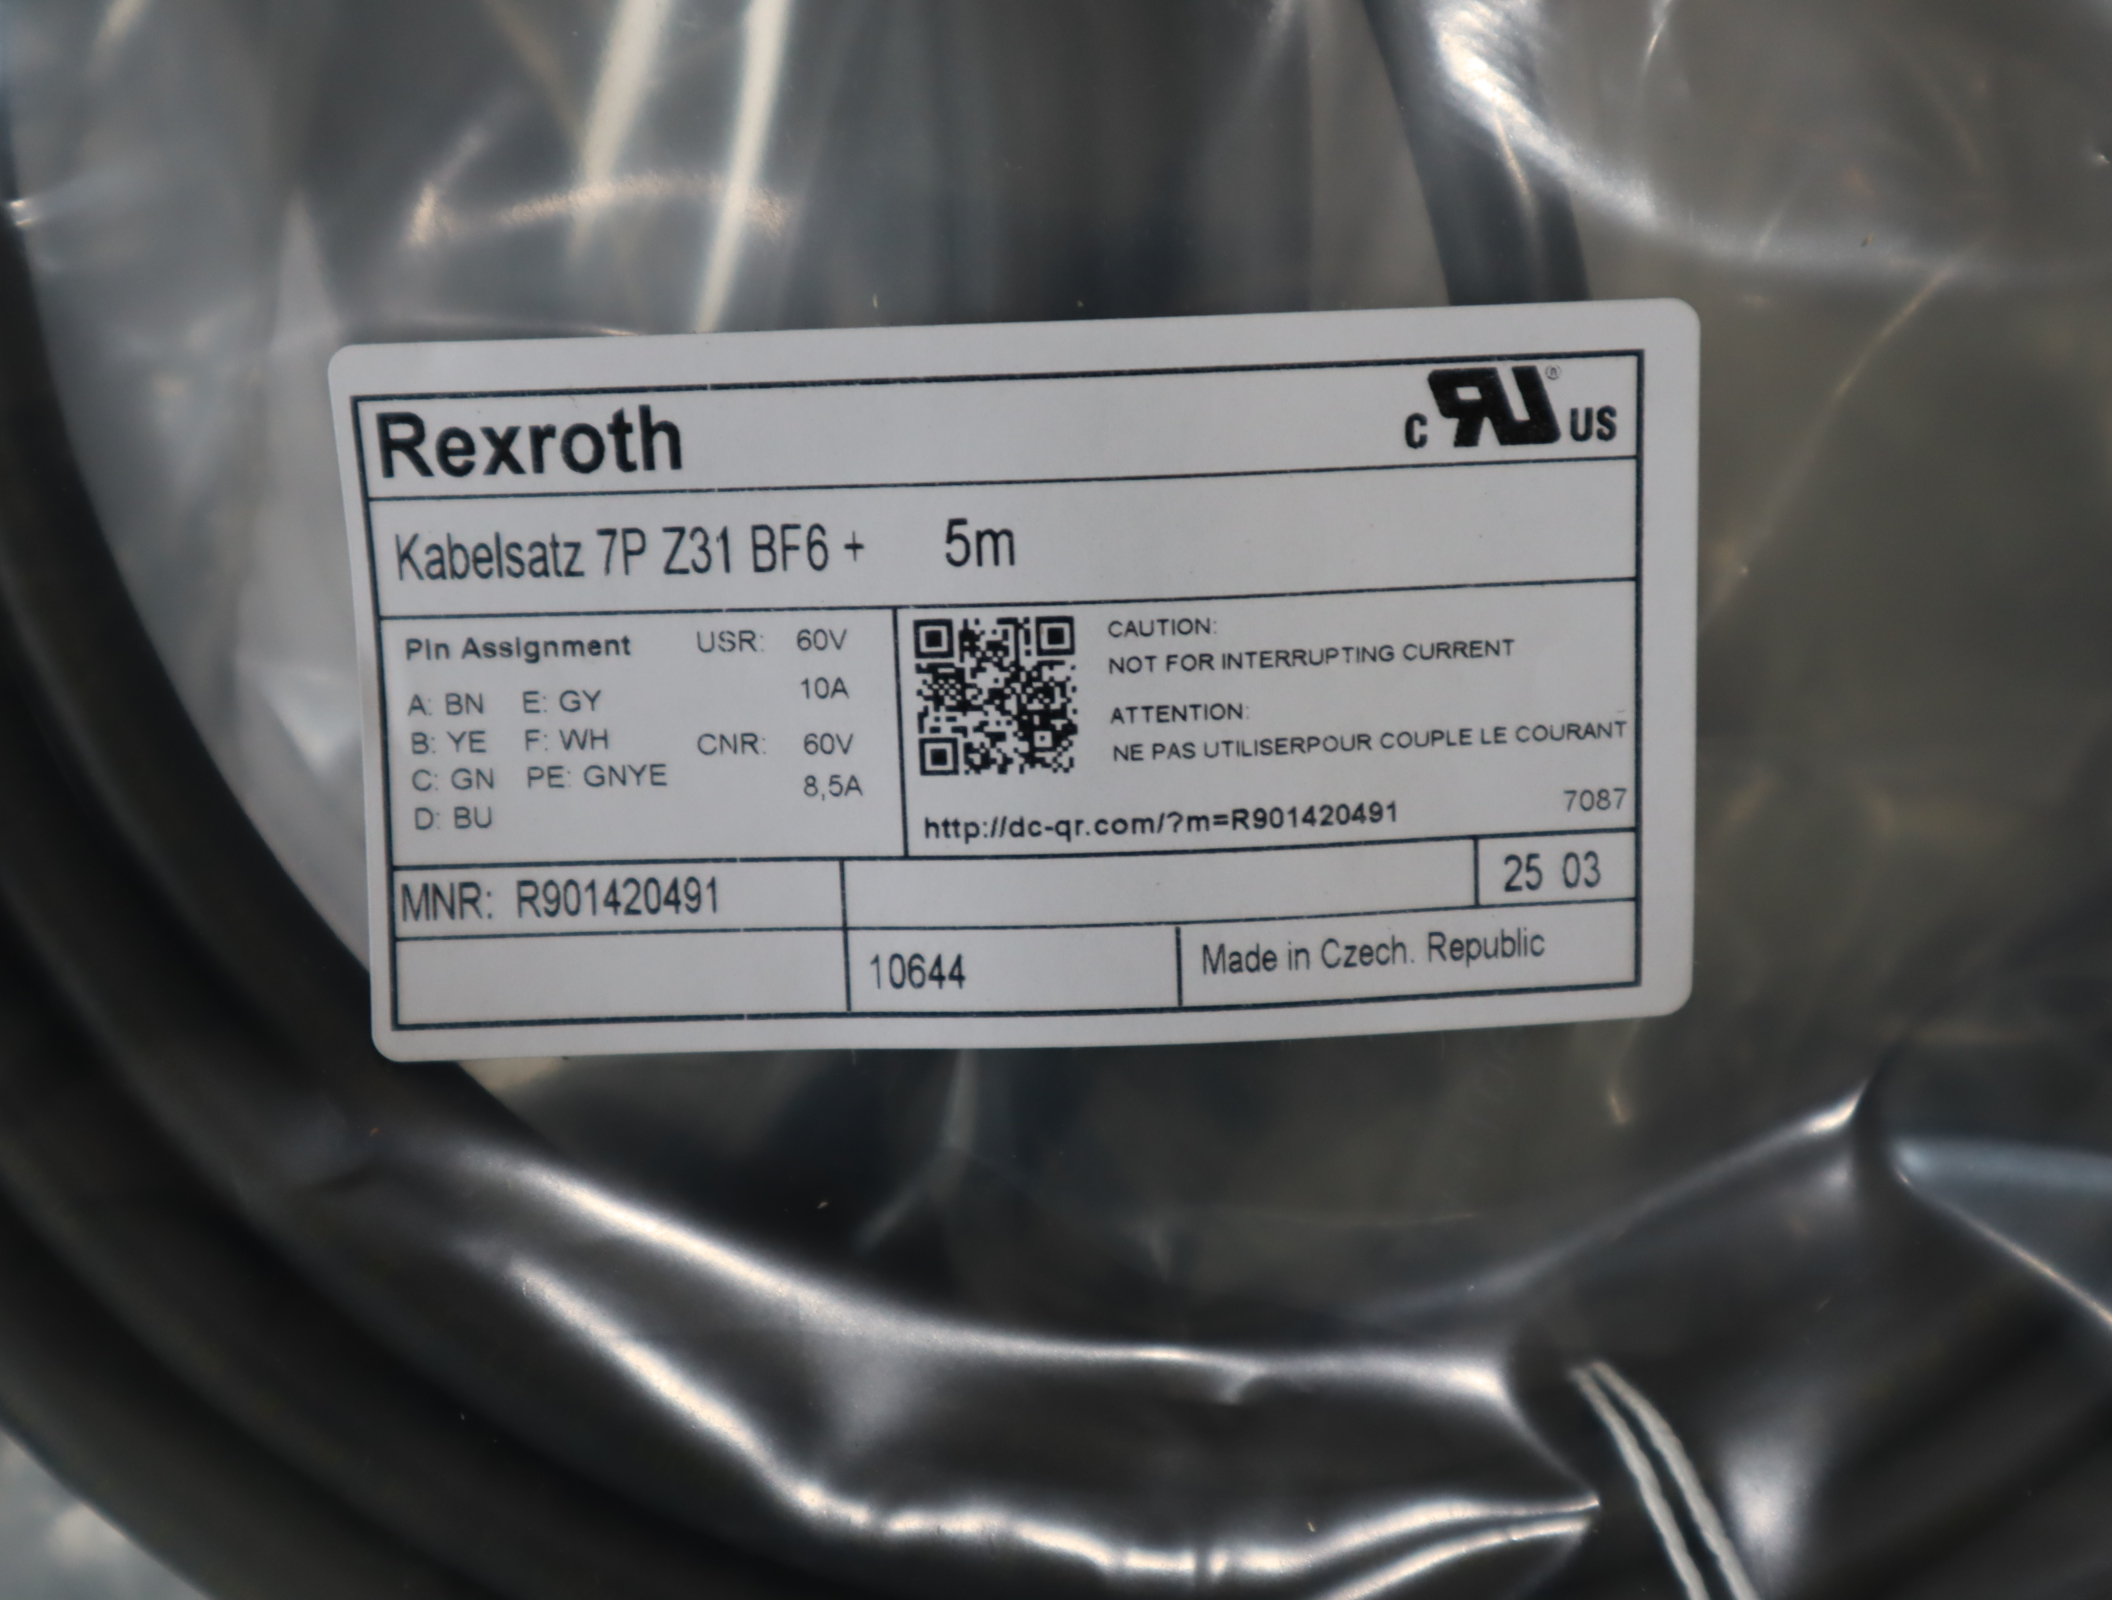 Rexroth
c RU® US
Kabelsatz 7P Z31 BF6 + 5m
Pin Assignment USR: 60V
10A
A: BN E: GY
B: YE F: WH CNR: 60V
C: GN PE: GNYE 8,5A
D: BU
CAUTION:
NOT FOR INTERRUPTING CURRENT
ATTENTION:
NE PAS UTILISERPOUR COUPLE LE COURANT
7087
http://dc-qr.com/?m=R901420491
MNR: R901420491
25 03
10644
Made in Czech. Republic